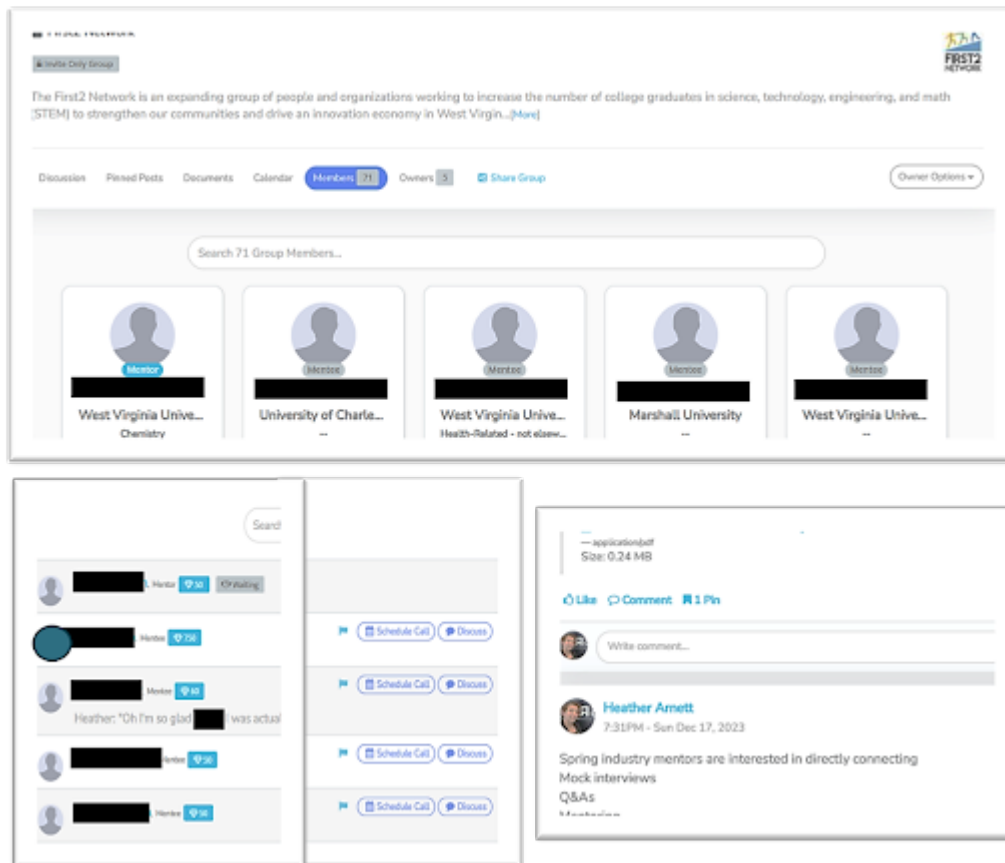 Invite Only Group
FIRST2
NETWORK
The First2 Network is an expanding group of people and organizations working to increase the number of college graduates in science, technology, engineering, and math
STEM) to strengthen our communities and drive an innovation economy in West Virgin...[More]
Discussion Pinned Posts Documents Calendar Members 71 Owners 3 Share Group Owner Options
Search 71 Group Members...
Mentor Mentee Mentee Mentee Mentee
West Virginia Unive... University of Charle... West Virginia Unive... Marshall University West Virginia Unive...
Chemistry -- Health-Related - not elsew... -- --
Search
Mentor 50 Waiting
Mentee 750 Schedule Call Discuss
Mentee 60 Schedule Call Discuss
Heather: "Oh I'm so glad I was actual
Mentee 50 Schedule Call Discuss
Mentee 50 Schedule Call Discuss
— application/pdf
Size: 0.24 MB
Like Comment 1 Pin
Write comment...
Heather Arnett
7:31PM - Sun Dec 17, 2023
Spring industry mentors are interested in directly connecting
Mock interviews
Q&As